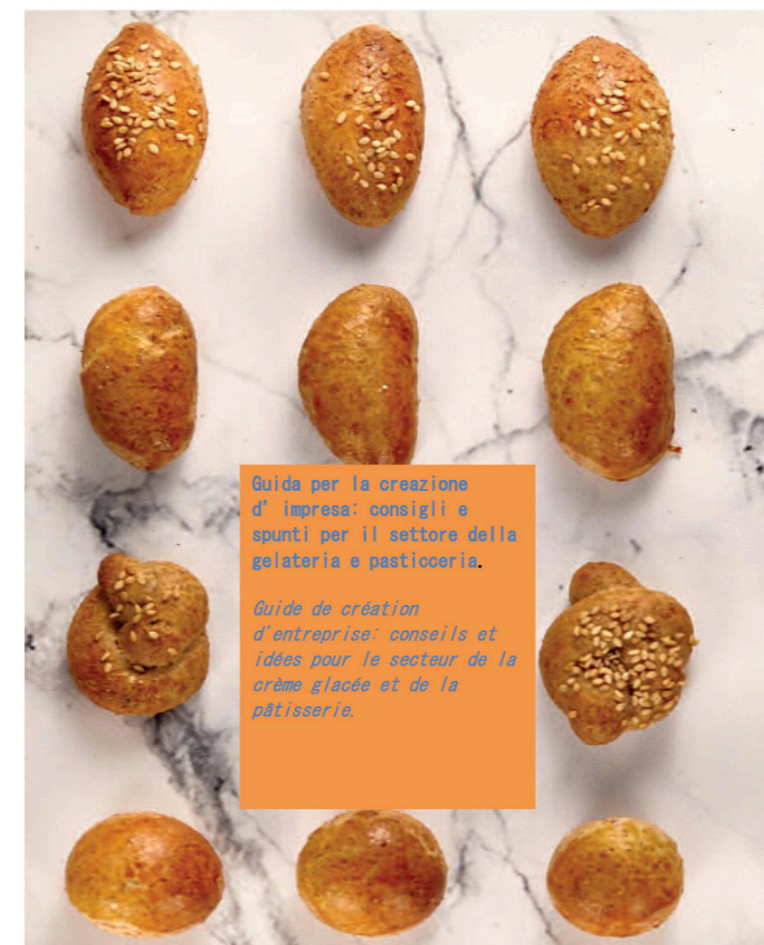 Guida per la creazione
d' impresa: consigli e
spunti per il settore della
gelateria e pasticceria.
Guide de création
d'entreprise: conseils et
idées pour le secteur de la
crème glacée et de la
pâtisserie.